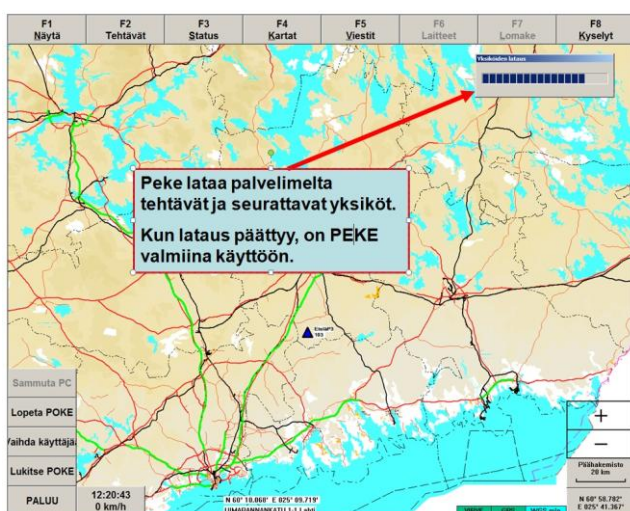 F1 F2 F3 F4 F5 F6 F7 F8
Näytä Tehtävät Status Kartat Viestit Laitteet Lomake Kyselyt
Yksiköiden lataus
Peke lataa palvelimelta
tehtävät ja seurattavat yksiköt.
Kun lataus päättyy, on PEKE
valmiina käyttöön.
Sammuta PC
Lopeta POKE
Vaihda käyttäjä
Lukitse POKE
PALUU
12:20:43
0 km/h
N 60° 10.068' E 025° 09.719'
+
−
Päähakemisto
20 km
N 60° 58.702'
E 025° 41.367'